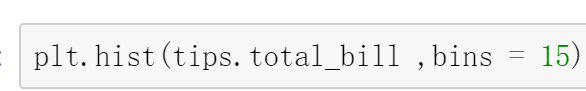 plt.hist(tips.total_bill ,bins = 15)